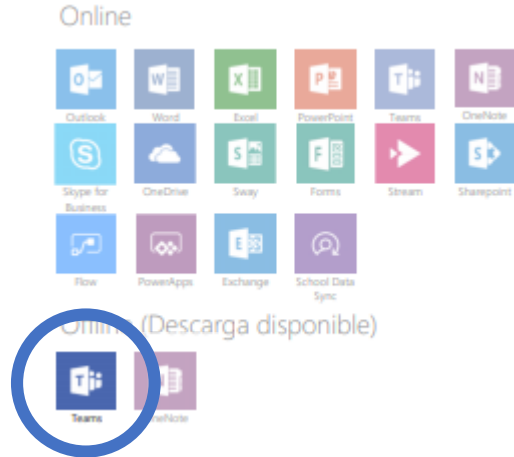 Online
Outlook Word Excel PowerPoint Teams OneNote
Skype for Business OneDrive Sway Forms Stream Sharepoint
Flow PowerApps Exchange School Data Sync
Online (Descarga disponible)
Teams OneNote